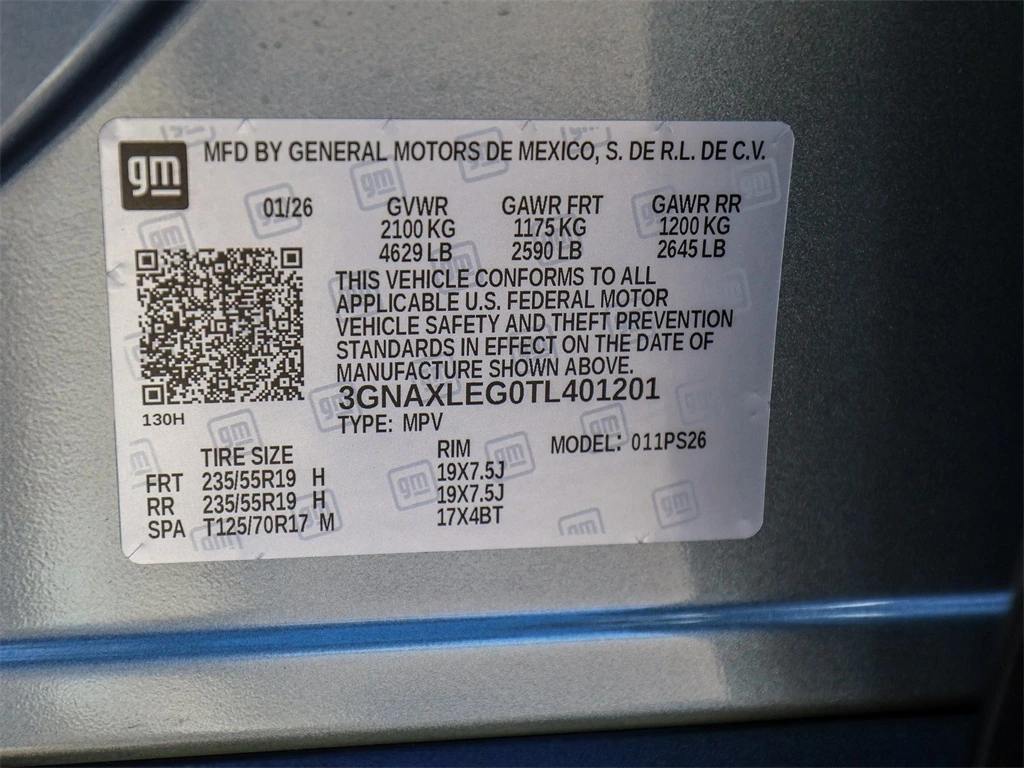 gm
MFD BY GENERAL MOTORS DE MEXICO, S. DE R.L. DE C.V.
01/26 GVWR GAWR FRT GAWR RR
2100 KG 1175 KG 1200 KG
4629 LB 2590 LB 2645 LB
THIS VEHICLE CONFORMS TO ALL
APPLICABLE U.S. FEDERAL MOTOR
VEHICLE SAFETY AND THEFT PREVENTION
STANDARDS IN EFFECT ON THE DATE OF
MANUFACTURE SHOWN ABOVE.
3GNAXLEG0TL401201
130H
TYPE: MPV
TIRE SIZE RIM MODEL: 011PS26
FRT 235/55R19 H 19X7.5J
RR 235/55R19 H 19X7.5J
SPA T125/70R17 M 17X4BT